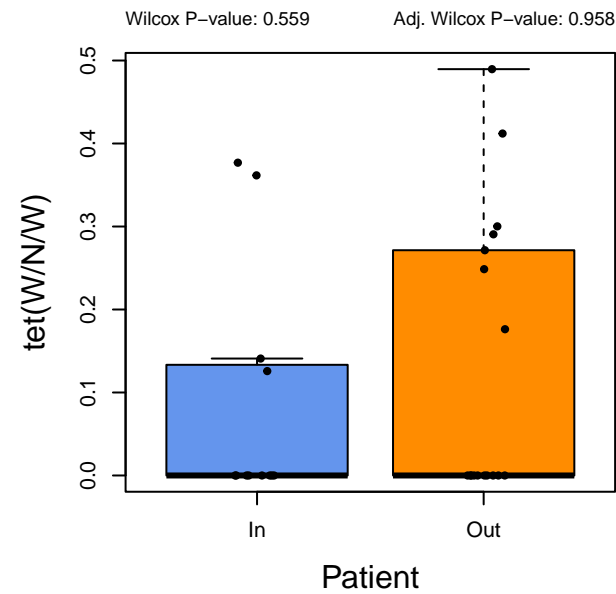 Wilcox P−value: 0.559
Adj. Wilcox P−value: 0.958
tet(W/N/W)
0.5
0.4
0.3
0.2
0.1
0.0
In
Out
Patient